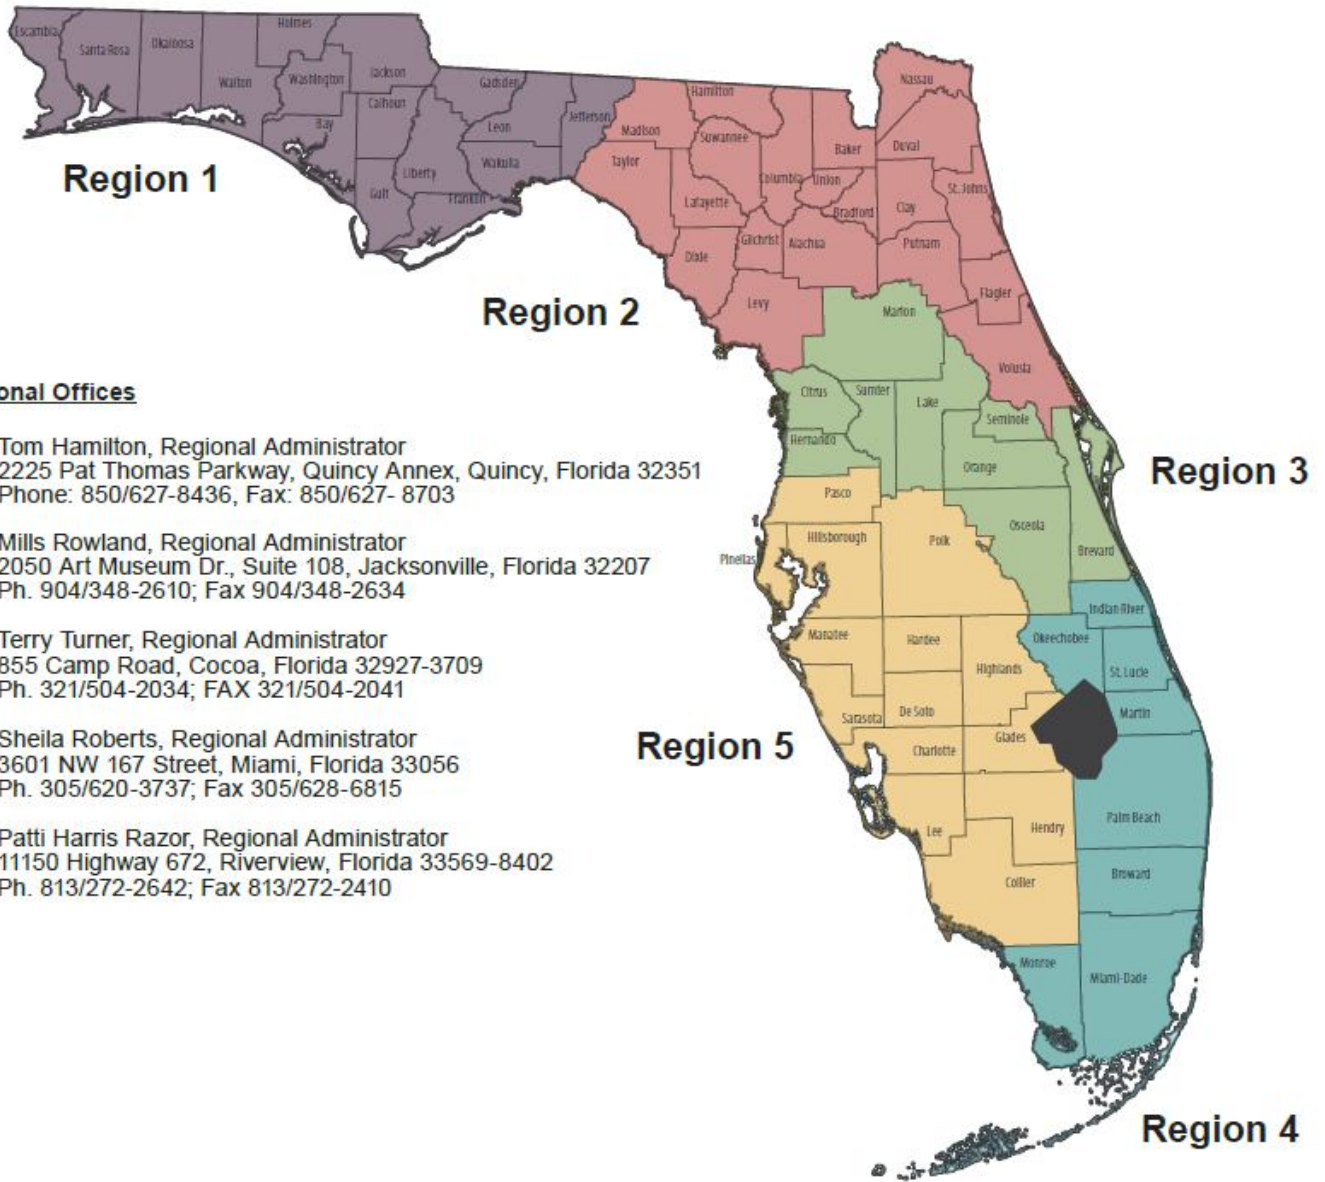 Escambia
Santa Rosa
Okaloosa
Walton
Holmes
Washington
Jackson
Bay
Calhoun
Gulf
Liberty
Gadsden
Leon
Wakulla
Franklin
Jefferson
Region 1
Madison
Taylor
Hamilton
Suwannee
Lafayette
Dixie
Columbia
Gilchrist
Levy
Baker
Union
Bradford
Alachua
Nassau
Duval
Clay
St. Johns
Putnam
Flagler
Volusia
Region 2
Marion
Citrus
Sumter
Lake
Hernando
Seminole
Orange
Osceola
Brevard
Region 3
onal Offices
Tom Hamilton, Regional Administrator
2225 Pat Thomas Parkway, Quincy Annex, Quincy, Florida 32351
Phone: 850/627-8436, Fax: 850/627- 8703
Mills Rowland, Regional Administrator
2050 Art Museum Dr., Suite 108, Jacksonville, Florida 32207
Ph. 904/348-2610; Fax 904/348-2634
Terry Turner, Regional Administrator
855 Camp Road, Cocoa, Florida 32927-3709
Ph. 321/504-2034; FAX 321/504-2041
Sheila Roberts, Regional Administrator
3601 NW 167 Street, Miami, Florida 33056
Ph. 305/620-3737; Fax 305/628-6815
Patti Harris Razor, Regional Administrator
11150 Highway 672, Riverview, Florida 33569-8402
Ph. 813/272-2642; Fax 813/272-2410
Pasco
Pinellas
Hillsborough
Polk
Manatee
Hardee
Highlands
Sarasota
De Soto
Charlotte
Glades
Lee
Hendry
Collier
Region 5
Indian River
Okeechobee
St. Lucie
Martin
Palm Beach
Broward
Monroe
Miami-Dade
Region 4